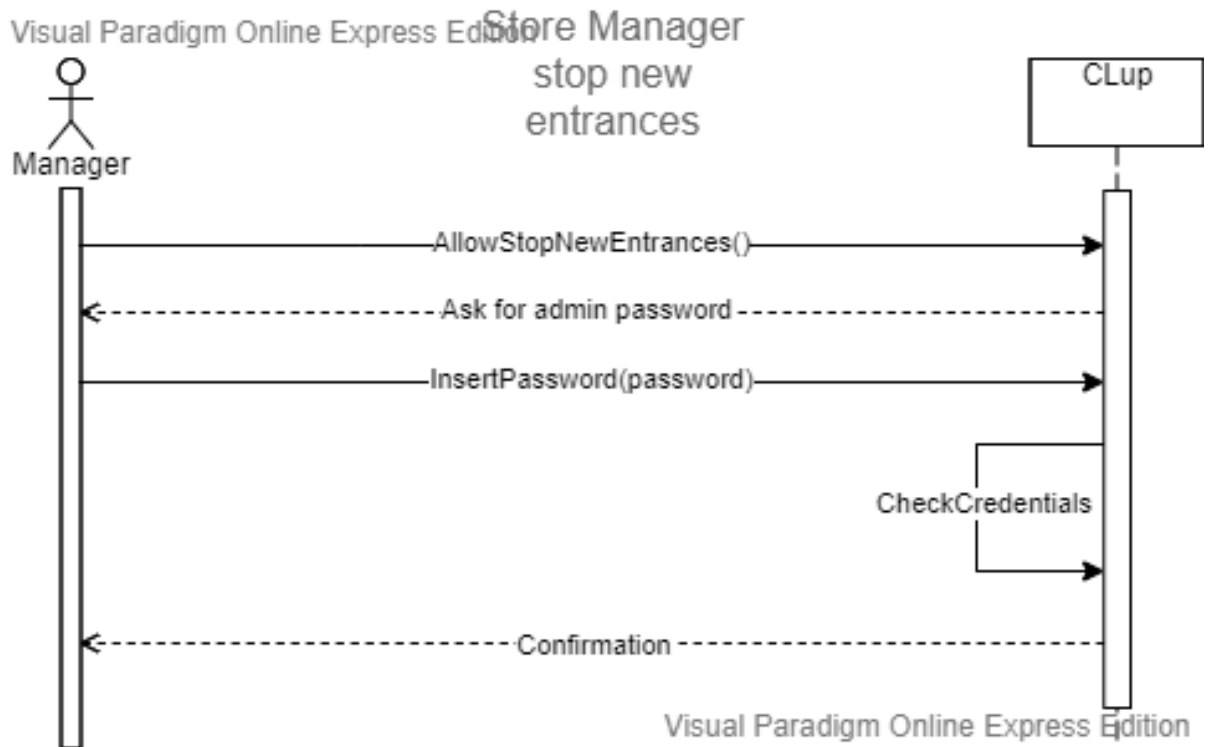 Visual Paradigm Online Express Edition
Store Manager
stop new
entrances
CLup
Manager
AllowStopNewEntrances()
Ask for admin password
InsertPassword(password)
CheckCredentials
Confirmation
Visual Paradigm Online Express Edition